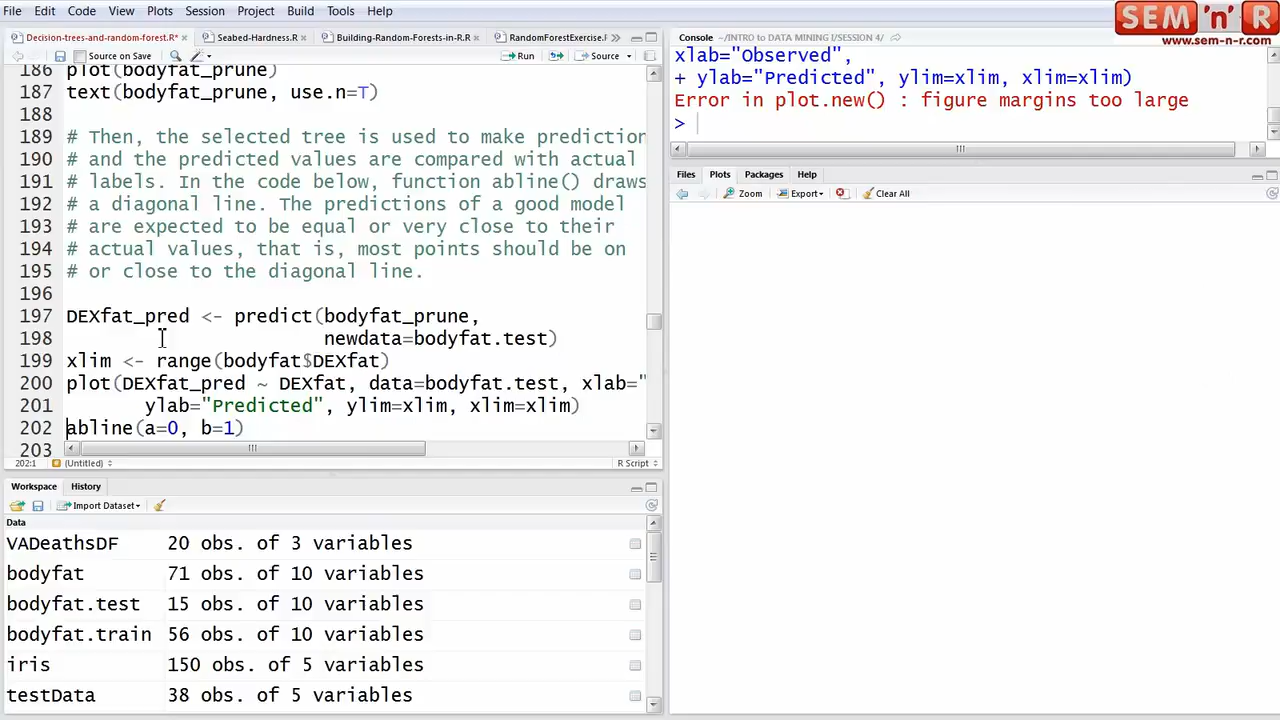 File Edit Code View Plots Session Project Build Tools Help
SEM 'n' R
www.sem-n-r.com
Decision-trees-and-random-forest.R* × Seabed-Hardness.R × Building-Random-Forsts-in-R.R × RandomForestExercise.R
Source on Save Run Source
186 plot(bodyfat_prune)
187 text(bodyfat_prune, use.n=T)
188
189 # Then, the selected tree is used to make prediction
190 # and the predicted values are compared with actual
191 # labels. In the code below, function abline() draws
192 # a diagonal line. The predictions of a good model
193 # are expected to be equal or very close to their
194 # actual values, that is, most points should be on
195 # or close to the diagonal line.
196
197 DEXfat_pred <- predict(bodyfat_prune,
198 newdata=bodyfat.test)
199 xlim <- range(bodyfat$DEXfat)
200 plot(DEXfat_pred ~ DEXfat, data=bodyfat.test, xlab="
201 ylab="Predicted", ylim=xlim, xlim=xlim)
202 abline(a=0, b=1)
203
202:1 (Untitled) R Script
Workspace History
Import Dataset
Data
VADeathsDF 20 obs. of 3 variables
bodyfat 71 obs. of 10 variables
bodyfat.test 15 obs. of 10 variables
bodyfat.train 56 obs. of 10 variables
iris 150 obs. of 5 variables
testData 38 obs. of 5 variables
Console ~/INTRO to DATA MINING I/SESSION 4/
xlab="Observed",
+ ylab="Predicted", ylim=xlim, xlim=xlim)
Error in plot.new() : figure margins too large
>
Files Plots Packages Help
Zoom Export Clear All